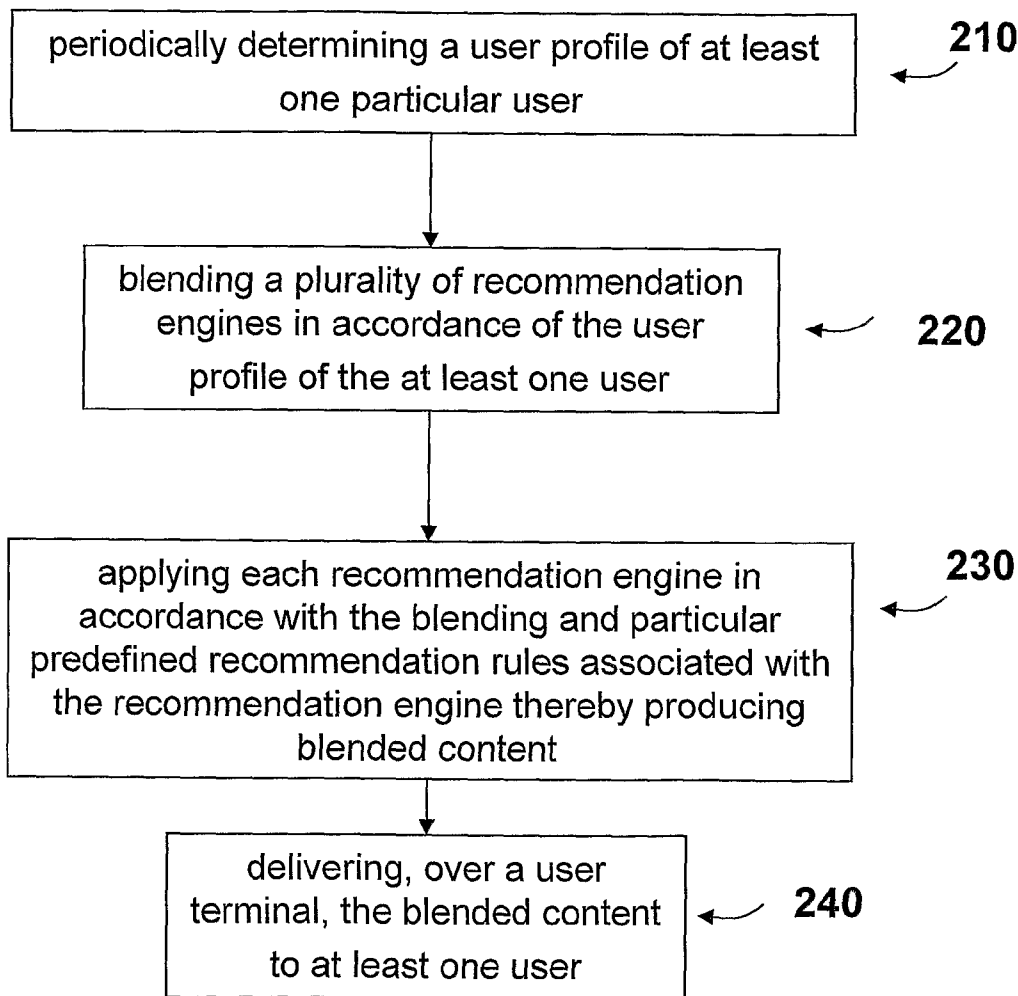 periodically determining a user profile of at least
one particular user
210
blending a plurality of recommendation
engines in accordance of the user
profile of the at least one user
220
applying each recommendation engine in
accordance with the blending and particular
predefined recommendation rules associated with
the recommendation engine thereby producing
blended content
230
delivering, over a user
terminal, the blended content
to at least one user
240